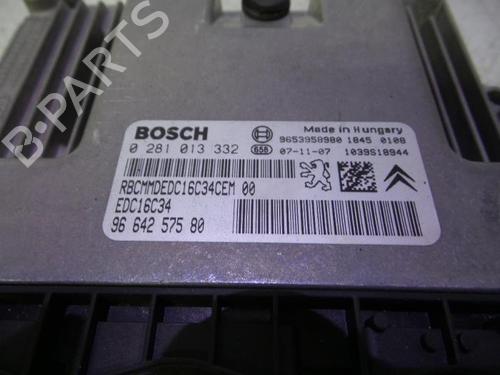 B-PARTS
BOSCH Made in Hungary
0 281 013 332 9653958980 1845 0108
656 07-11-07 1039S18944
RBCMMDEDC16C34CEM 00
EDC16C34
96 642 575 80